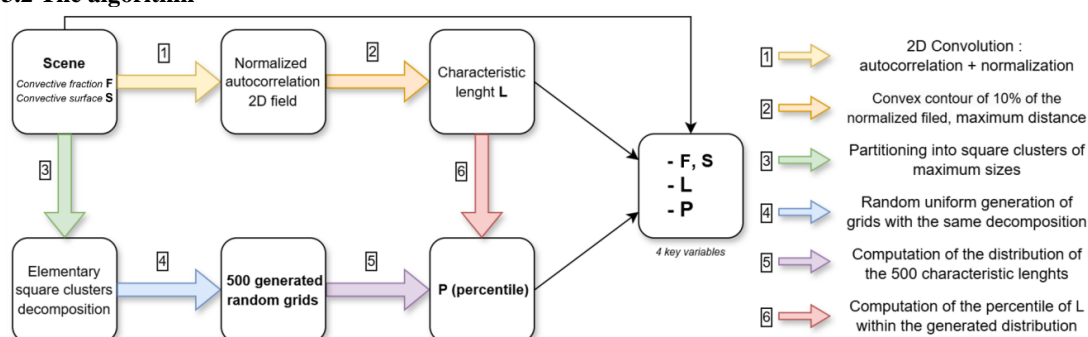 3.2 The algorithm
1
2
Scene
Convective fraction F
Convective surface S
Normalized
autocorrelation
2D field
Characteristic
lenght L
3
6
- F, S
- L
- P
4 key variables
4
5
Elementary
square clusters
decomposition
500 generated
random grids
P (percentile)
1
2D Convolution :
autocorrelation + normalization
2
Convex contour of 10% of the
normalized filed, maximum distance
3
Partitioning into square clusters of
maximum sizes
4
Random uniform generation of
grids with the same decomposition
5
Computation of the distribution of
the 500 characteristic lenghts
6
Computation of the percentile of L
within the generated distribution